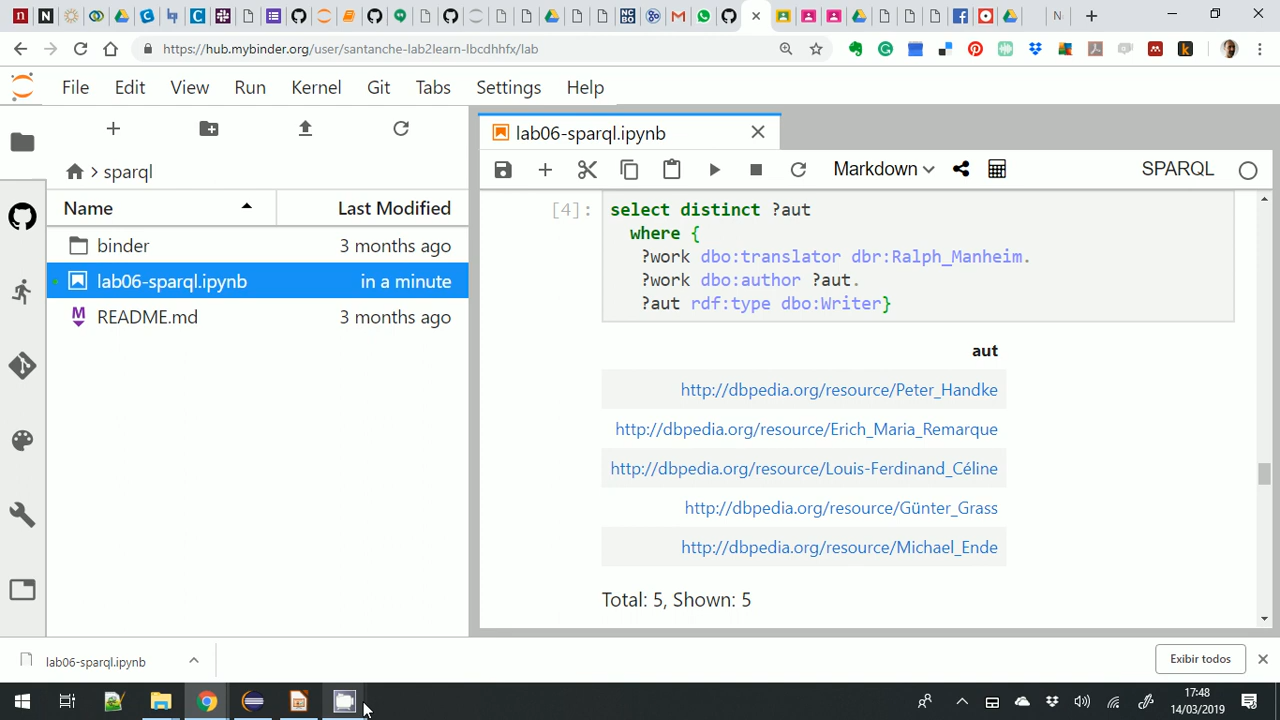 https://hub.mybinder.org/user/santanche-lab2learn-lbcdhhfx/lab
File Edit View Run Kernel Git Tabs Settings Help
lab06-sparql.ipynb
sparql
Markdown
SPARQL
Name Last Modified
binder 3 months ago
lab06-sparql.ipynb in a minute
README.md 3 months ago
[4]: select distinct ?aut
where {
?work dbo:translator dbr:Ralph_Manheim.
?work dbo:author ?aut.
?aut rdf:type dbo:Writer}
aut
http://dbpedia.org/resource/Peter_Handke
http://dbpedia.org/resource/Erich_Maria_Remarque
http://dbpedia.org/resource/Louis-Ferdinand_Céline
http://dbpedia.org/resource/Günter_Grass
http://dbpedia.org/resource/Michael_Ende
Total: 5, Shown: 5
lab06-sparql.ipynb
Exibir todos
17:48
14/03/2019